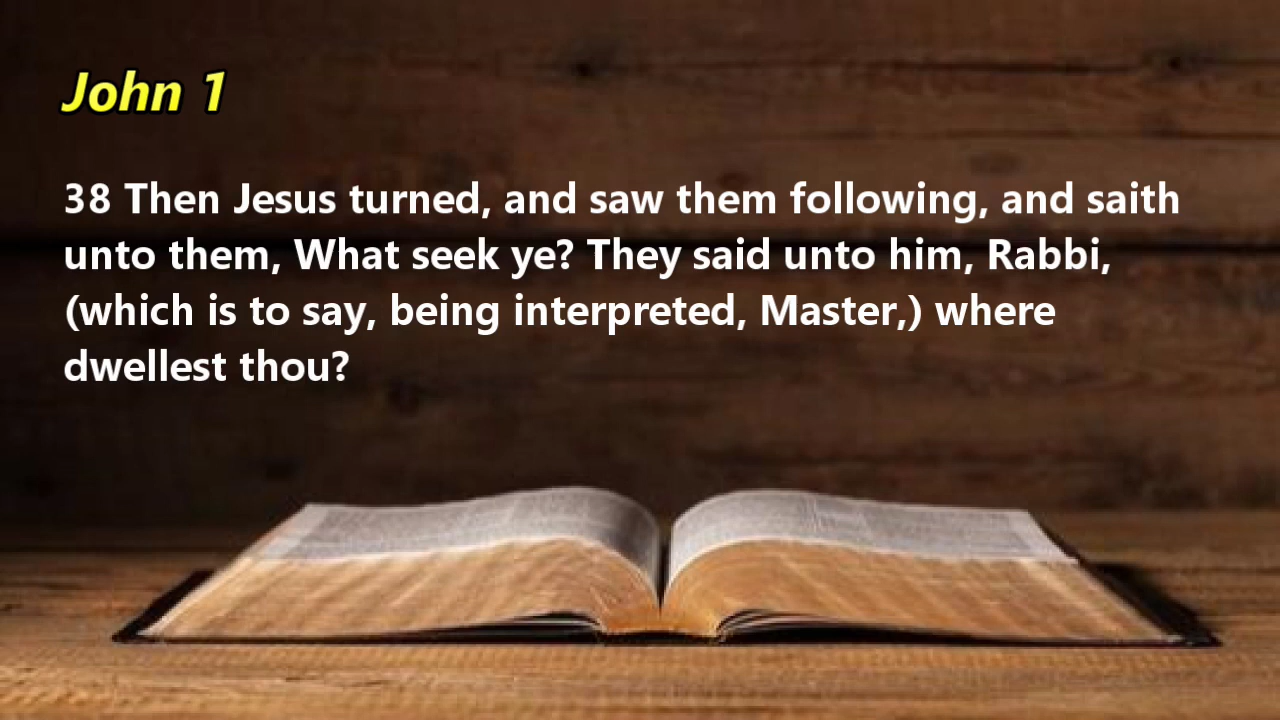 John 1
38 Then Jesus turned, and saw them following, and saith
unto them, What seek ye? They said unto him, Rabbi,
(which is to say, being interpreted, Master,) where
dwellest thou?